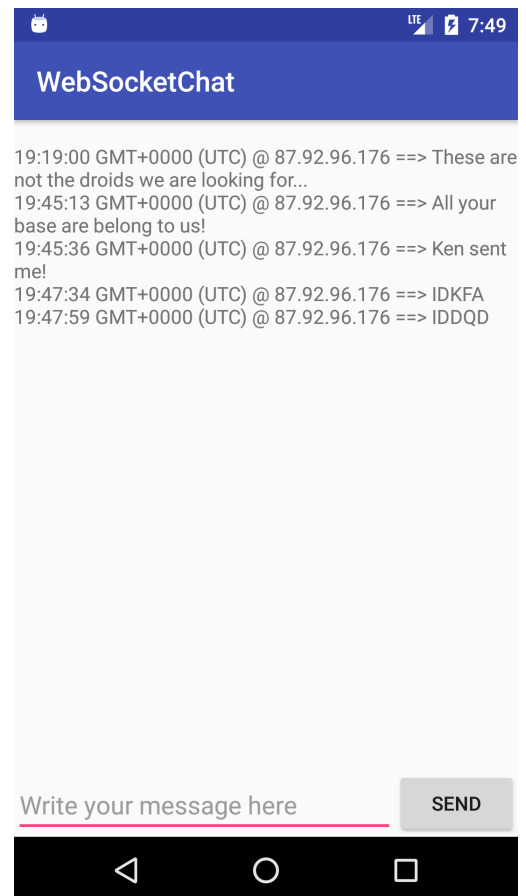 LTE 7:49
WebSocketChat
19:19:00 GMT+0000 (UTC) @ 87.92.96.176 ==> These are
not the droids we are looking for...
19:45:13 GMT+0000 (UTC) @ 87.92.96.176 ==> All your
base are belong to us!
19:45:36 GMT+0000 (UTC) @ 87.92.96.176 ==> Ken sent
me!
19:47:34 GMT+0000 (UTC) @ 87.92.96.176 ==> IDKFA
19:47:59 GMT+0000 (UTC) @ 87.92.96.176 ==> IDDQD
Write your message here SEND